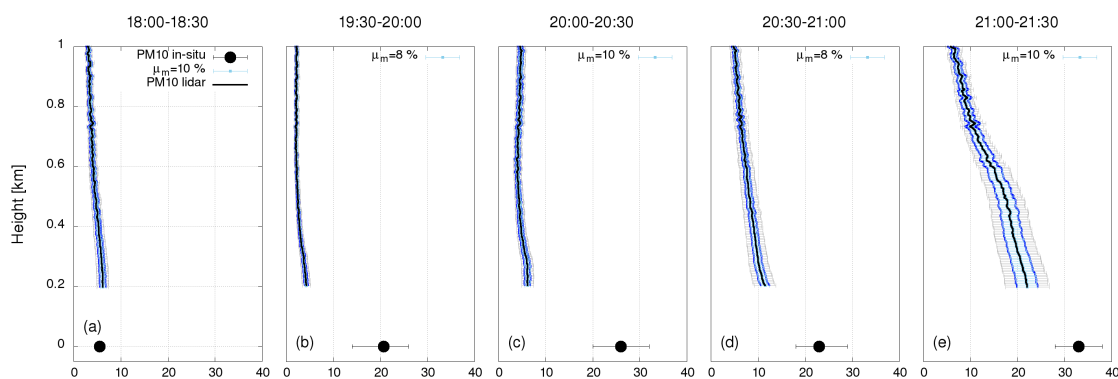 18:00-18:30 19:30-20:00 20:00-20:30 20:30-21:00 21:00-21:30
1
0.8
0.6
0.4
0.2
0
Height [km]
PM10 in-situ
μm=10 %
PM10 lidar
μm=8 %
μm=10 %
μm=8 %
μm=10 %
(a) (b) (c) (d) (e)
0 10 20 30 40 0 10 20 30 40 0 10 20 30 40 0 10 20 30 40 0 10 20 30 40